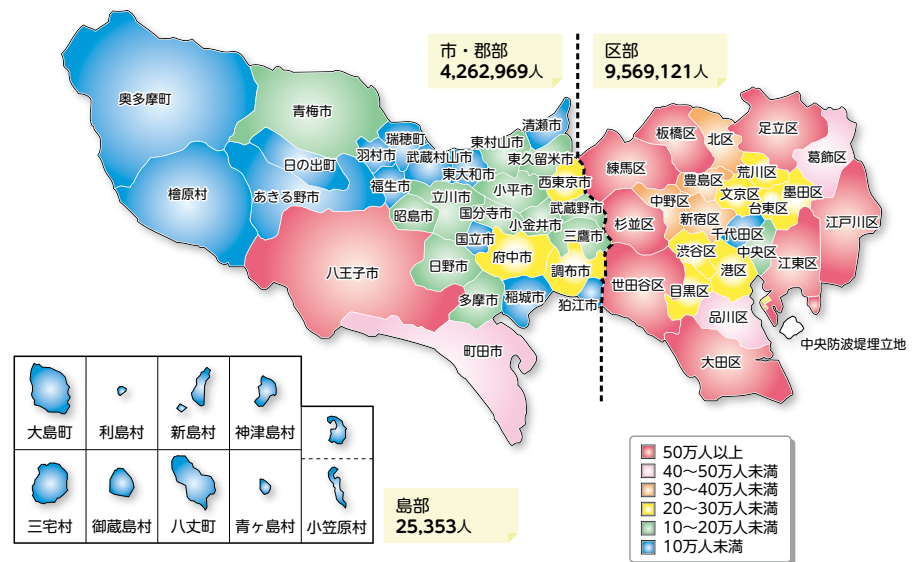 市・郡部
4,262,969人
区部
9,569,121人
奥多摩町
青梅市
瑞穂町
清瀬市
東村山市
羽村市
武蔵村山市
東久留米市
日の出町
東大和市
檜原村
あきる野市
福生市
立川市
小平市
西東京市
昭島市
国分寺市
武蔵野市
小金井市
国立市
三鷹市
八王子市
日野市
府中市
調布市
多摩市
稲城市
狛江市
町田市
板橋区
北区
足立区
葛飾区
練馬区
豊島区
荒川区
文京区
墨田区
台東区
中野区
新宿区
千代田区
杉並区
江戸川区
渋谷区
中央区
江東区
世田谷区
目黒区
港区
品川区
大田区
中央防波堤埋立地
大島町
利島村
新島村
神津島村
三宅村
御蔵島村
八丈町
青ヶ島村
小笠原村
島部
25,353人
50万人以上
40〜50万人未満
30〜40万人未満
20〜30万人未満
10〜20万人未満
10万人未満